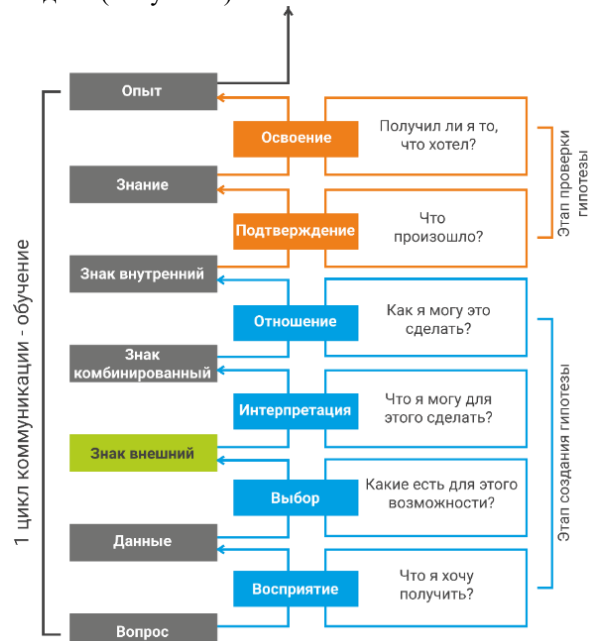 Опыт
Освоение
Получил ли я то,
что хотел?
Знание
Подтверждение
Что
произошло?
Этап проверки
гипотезы
Знак внутренний
Отношение
Как я могу это
сделать?
Знак
комбинированный
Интерпретация
Что я могу для
этого сделать?
Знак внешний
Выбор
Какие есть для этого
возможности?
Этап создания гипотезы
Данные
Восприятие
Что я хочу
получить?
Вопрос
1 цикл коммуникации - обучение